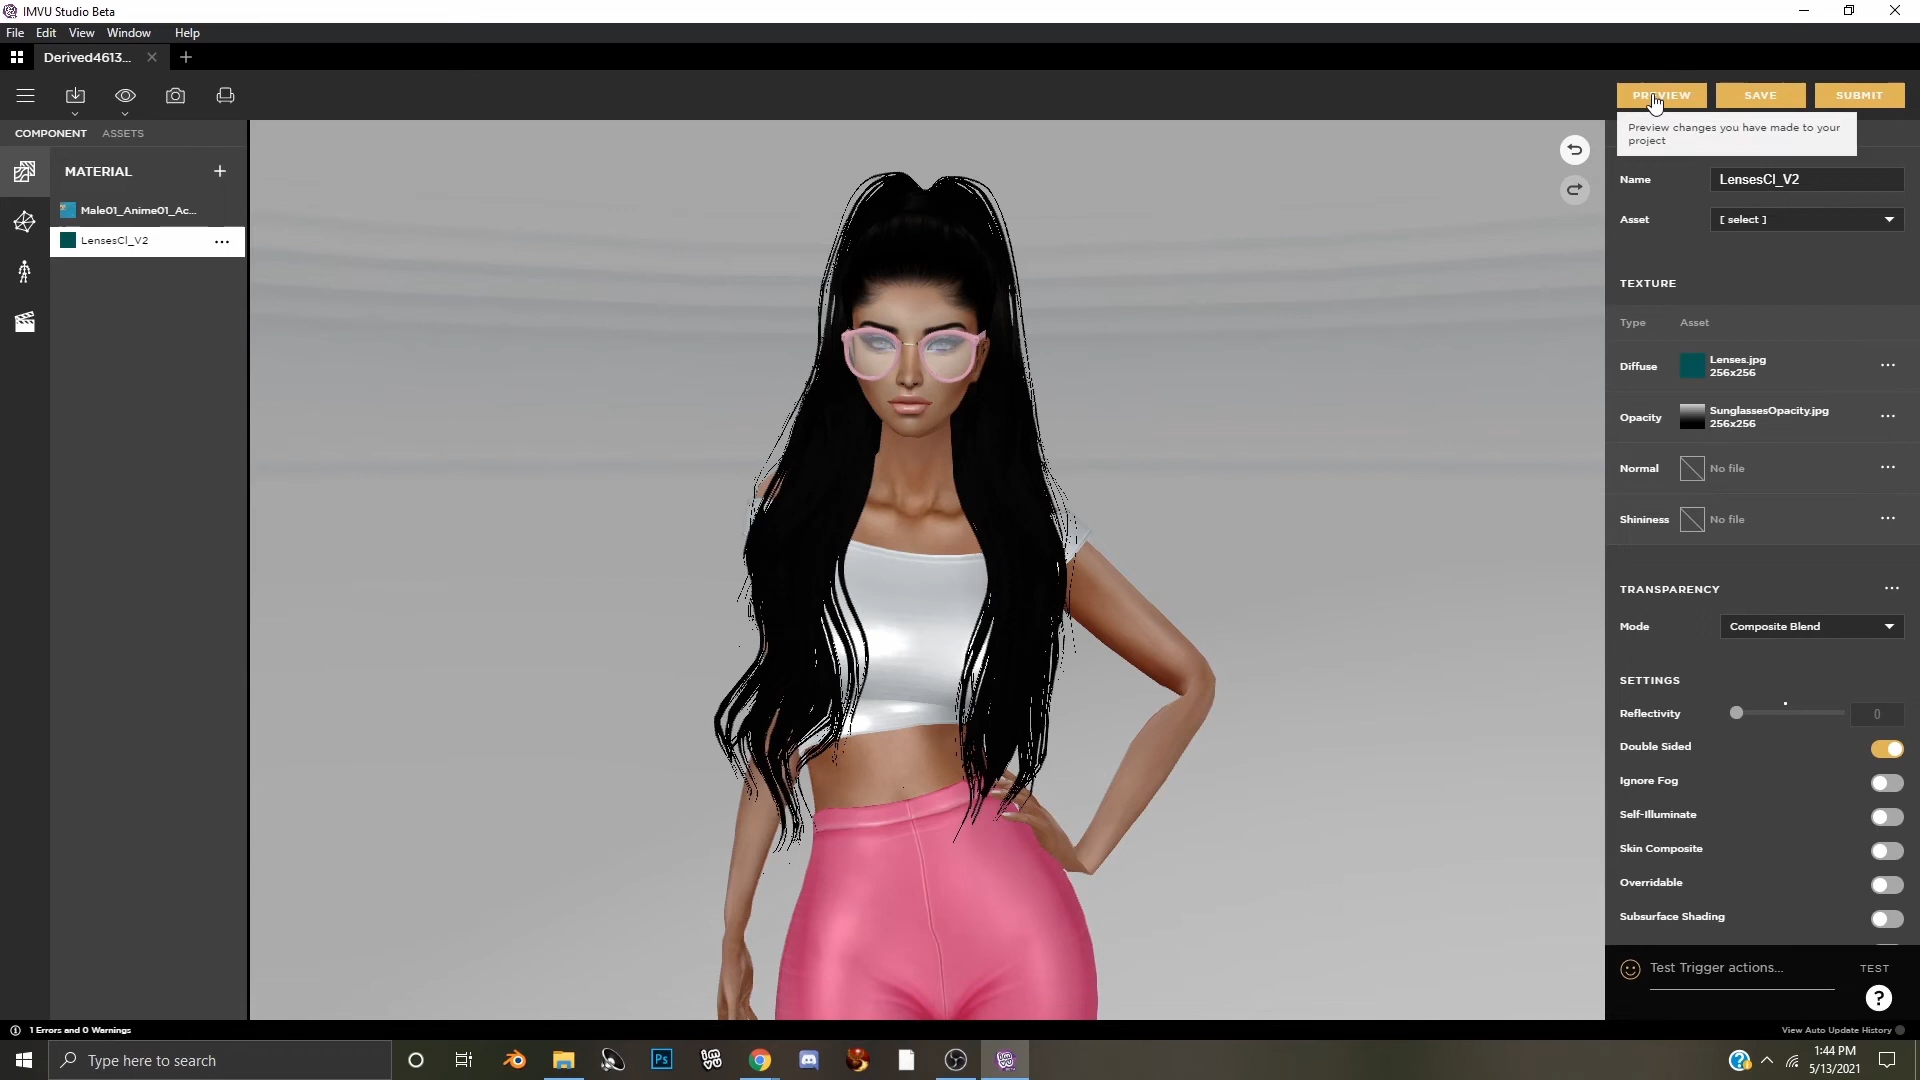 IMVU Studio Beta
File Edit View Window Help
Derived4613...
PREVIEW SAVE SUBMIT
COMPONENT ASSETS
Preview changes you have made to your
project
MATERIAL
Name LensesCl_V2
Male01_Anime01_Ac...
Asset [ select ]
LensesCl_V2
TEXTURE
Type Asset
Diffuse Lenses.jpg
256x256
Opacity SunglassesOpacity.jpg
256x256
Normal No file
Shininess No file
TRANSPARENCY
Mode Composite Blend
SETTINGS
Reflectivity 0
Double Sided
Ignore Fog
Self-Illuminate
Skin Composite
Overridable
Subsurface Shading
Test Trigger actions... TEST
?
1 Errors and 0 Warnings
View Auto Update History
Type here to search
Ps
1:44 PM
5/13/2021